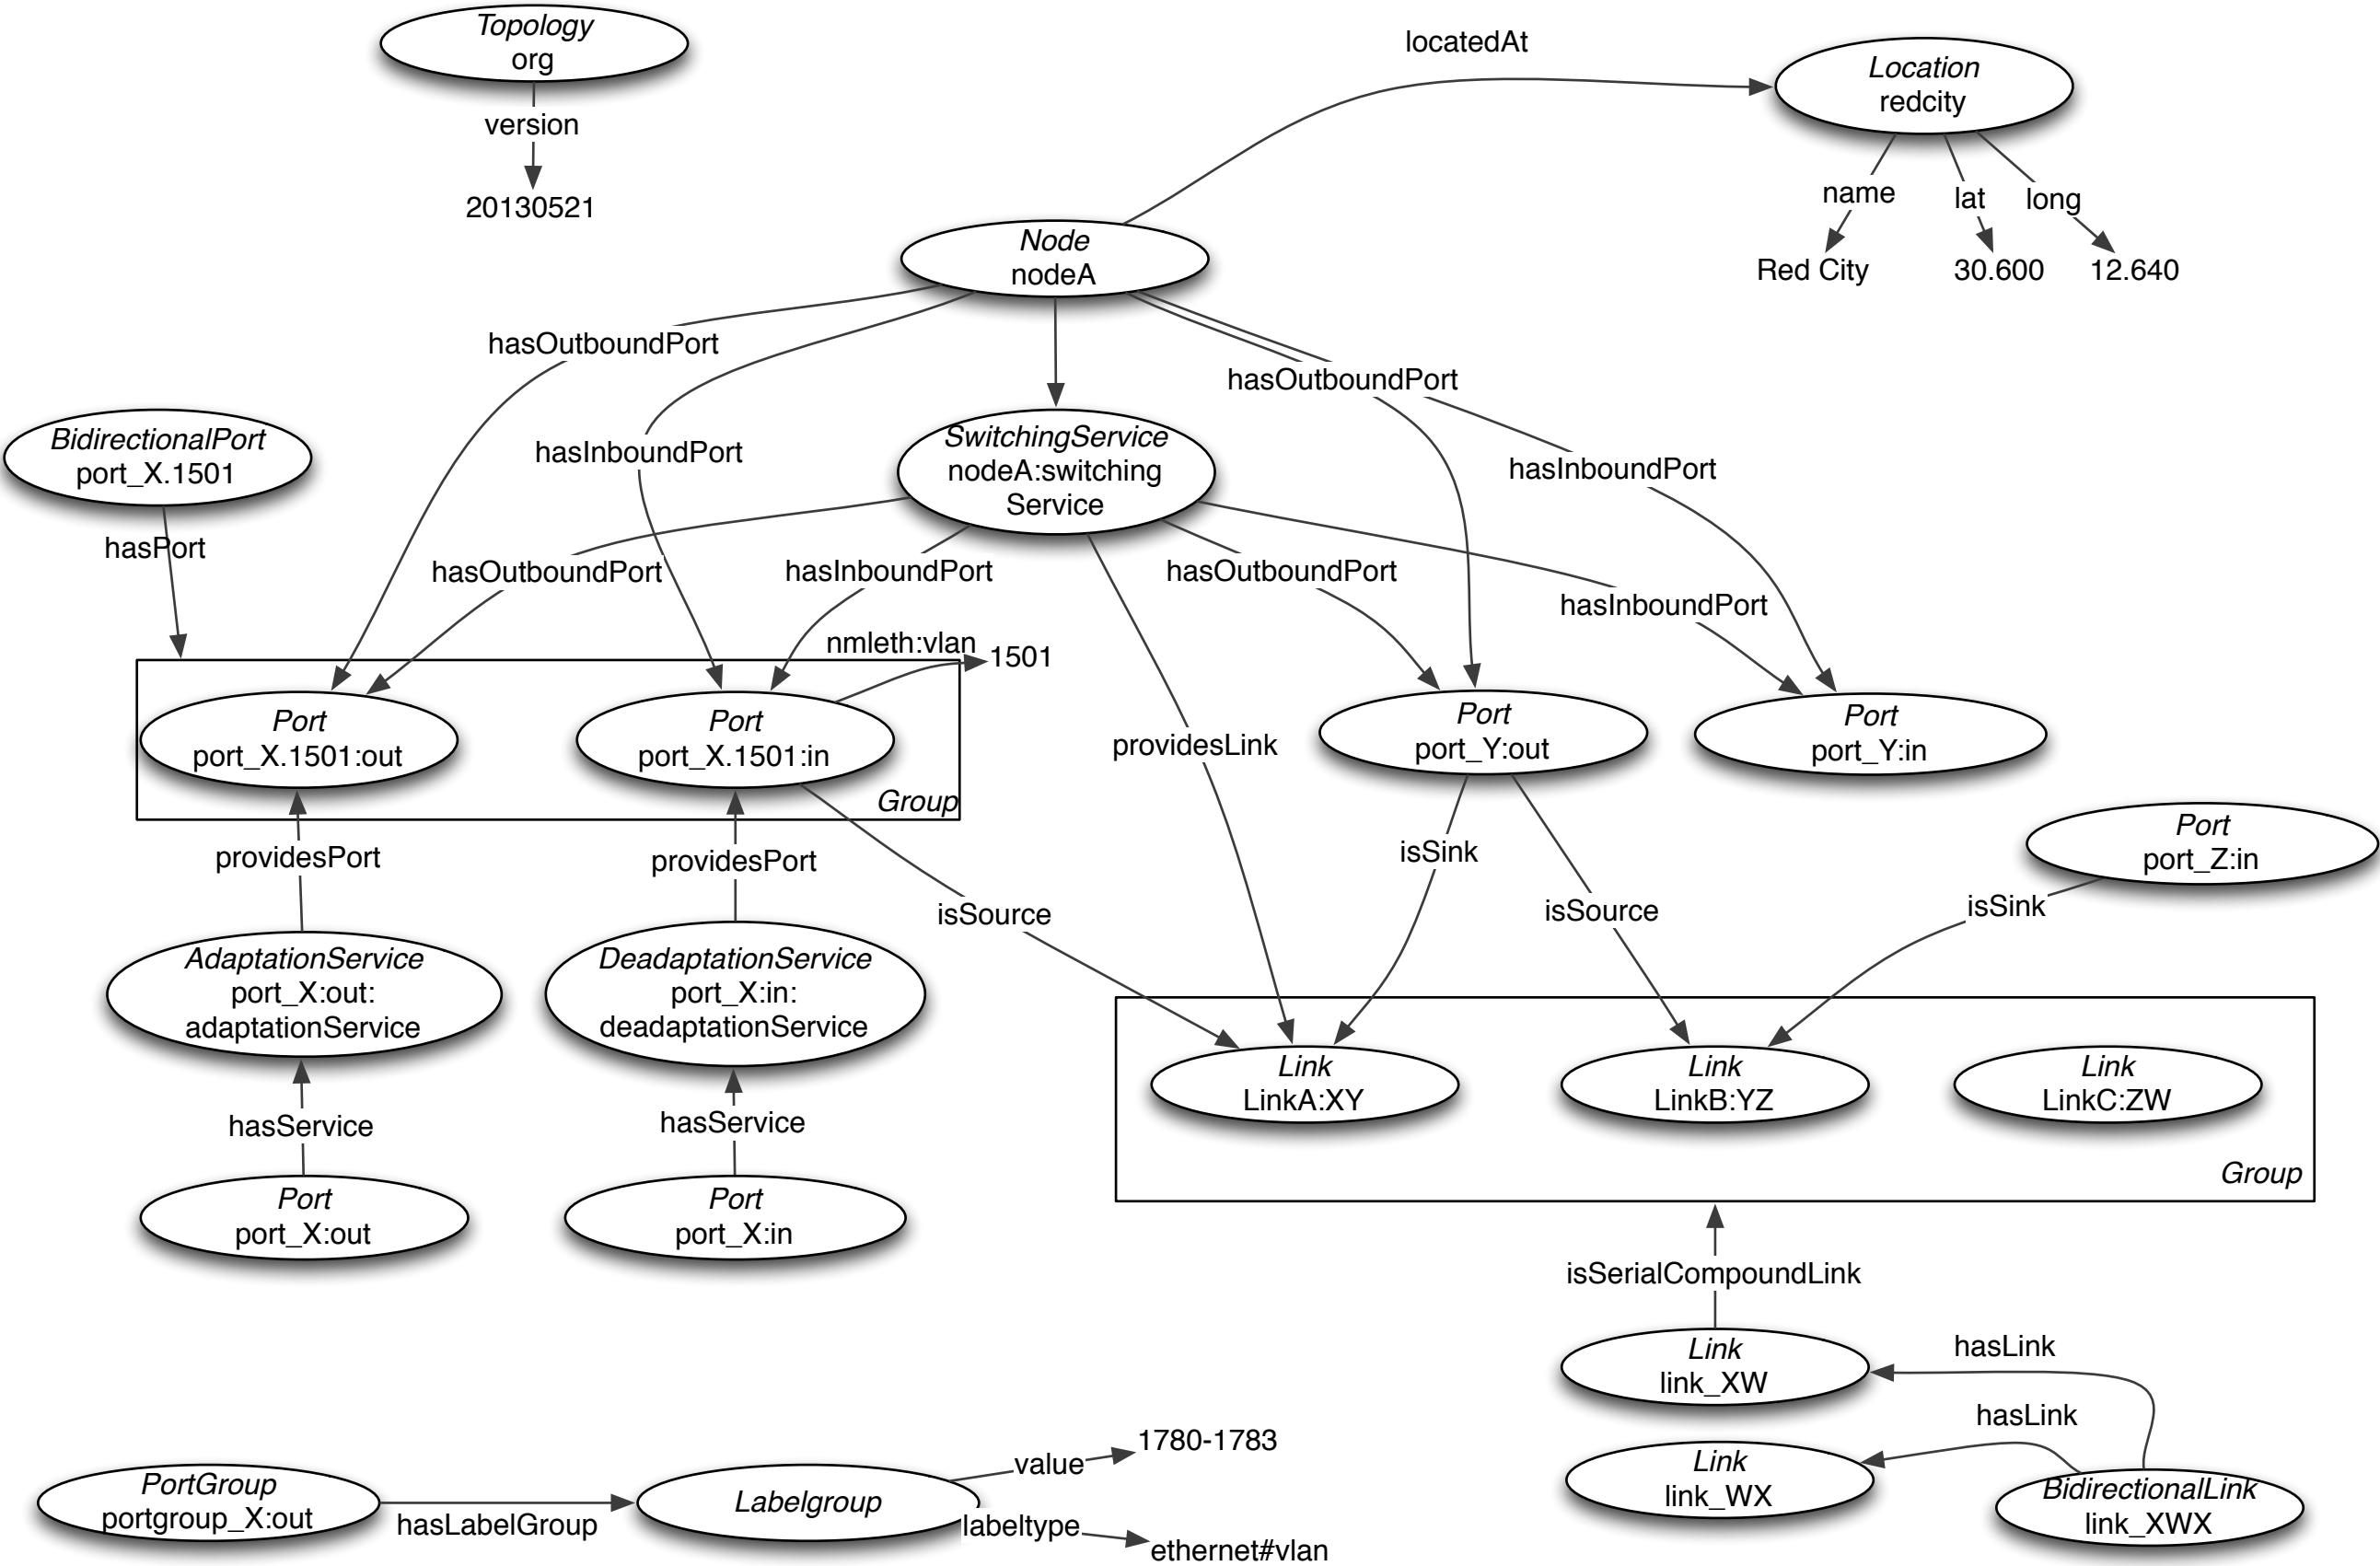 Topology
org
version
20130521
locatedAt
Location
redcity
name
lat
long
Red City
30.600
12.640
Node
nodeA
hasOutboundPort
hasInboundPort
hasOutboundPort
hasInboundPort
BidirectionalPort
port_X.1501
hasPort
SwitchingService
nodeA:switching
Service
hasOutboundPort
hasInboundPort
hasOutboundPort
hasInboundPort
nmleth:vlan
1501
Port
port_X.1501:out
Port
port_X.1501:in
Group
providesLink
Port
port_Y:out
Port
port_Y:in
Port
port_Z:in
providesPort
providesPort
isSource
isSink
isSource
isSink
AdaptationService
port_X:out:
adaptationService
DeadaptationService
port_X:in:
deadaptationService
hasService
hasService
Port
port_X:out
Port
port_X:in
Link
LinkA:XY
Link
LinkB:YZ
Link
LinkC:ZW
Group
isSerialCompoundLink
Link
link_XW
hasLink
hasLink
Link
link_WX
BidirectionalLink
link_XWX
PortGroup
portgroup_X:out
hasLabelGroup
Labelgroup
value
1780-1783
labeltype
ethernet#vlan